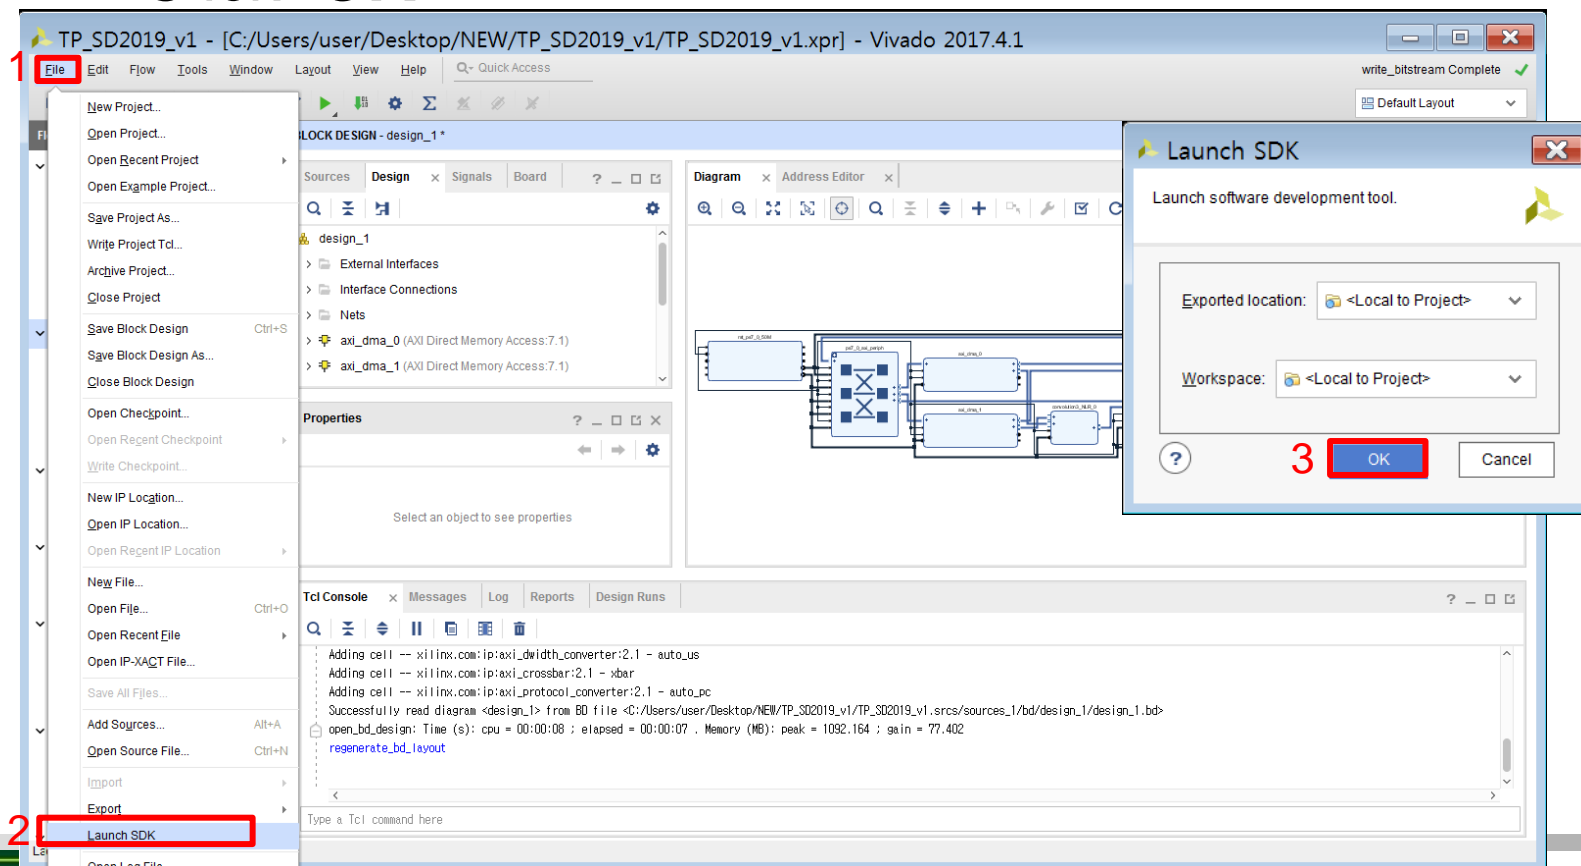 TP_SD2019_v1 - [C:/Users/user/Desktop/NEW/TP_SD2019_v1/TP_SD2019_v1.xpr] - Vivado 2017.4.1
1
File Edit Flow Tools Window Layout View Help Quick Access
write_bitstream Complete
Default Layout
New Project...
Open Project...
Open Recent Project
Open Example Project...
Save Project As...
Write Project Tcl...
Archive Project...
Close Project
Save Block Design Ctrl+S
Save Block Design As...
Close Block Design
Open Checkpoint...
Open Recent Checkpoint
Write Checkpoint...
New IP Location...
Open IP Location...
Open Recent IP Location
New File...
Open File... Ctrl+O
Open Recent File
Open IP-XACT File...
Save All Files...
Add Sources... Alt+A
Open Source File... Ctrl+N
Import
Export
2
Launch SDK
Open Log File
BLOCK DESIGN - design_1 *
Sources Design Signals Board
design_1
External Interfaces
Interface Connections
Nets
axi_dma_0 (AXI Direct Memory Access:7.1)
axi_dma_1 (AXI Direct Memory Access:7.1)
Properties
Select an object to see properties
Diagram Address Editor
axi_dma_0
axi_dma_1
Launch SDK
Launch software development tool.
Exported location: <Local to Project>
Workspace: <Local to Project>
3
OK
Cancel
Tcl Console Messages Log Reports Design Runs
Adding cell -- xilinx.com:ip:axi_dwidth_converter:2.1 - auto_us
Adding cell -- xilinx.com:ip:axi_crossbar:2.1 - xbar
Adding cell -- xilinx.com:ip:axi_protocol_converter:2.1 - auto_pc
Successfully read diagram <design_1> from BD file <C:/Users/user/Desktop/NEW/TP_SD2019_v1/TP_SD2019_v1.srcs/sources_1/bd/design_1/design_1.bd>
open_bd_design: Time (s): cpu = 00:00:08 ; elapsed = 00:00:07 . Memory (MB): peak = 1092.164 ; gain = 77.402
regenerate_bd_layout
Type a Tcl command here